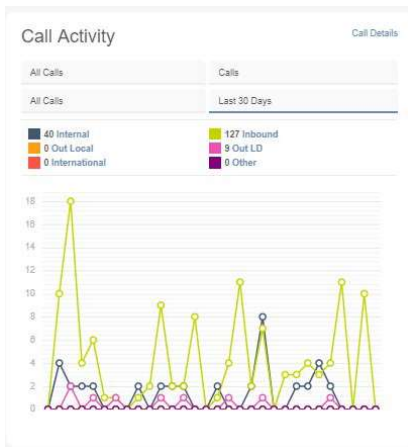 Call Activity
Call Details
All Calls
Calls
All Calls
Last 30 Days
40 Internal
127 Inbound
0 Out Local
9 Out LD
0 International
0 Other
18
16
14
12
10
8
6
4
2
0